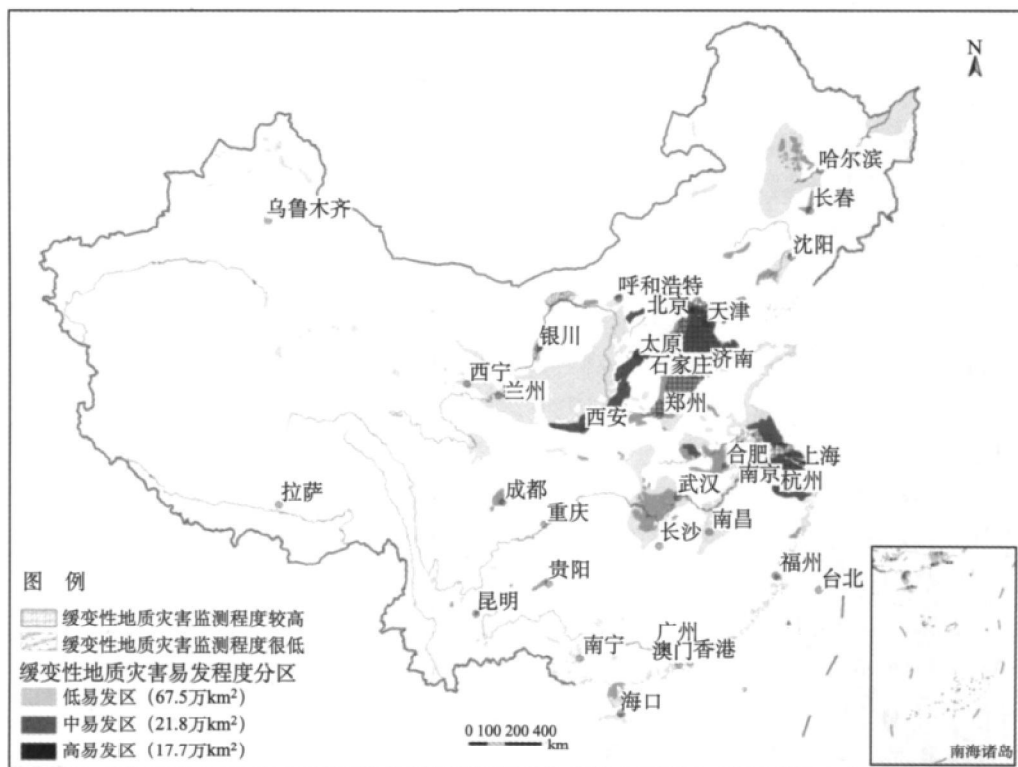 N
哈尔滨
长春
乌鲁木齐
沈阳
呼和浩特
北京
天津
银川
太原
济南
石家庄
西宁
兰州
郑州
西安
合肥
上海
南京
杭州
拉萨
成都
武汉
重庆
南昌
长沙
贵阳
福州
台北
昆明
广州
南宁
澳门
香港
海口
图 例
缓变性地质灾害监测程度较高
缓变性地质灾害监测程度很低
缓变性地质灾害易发程度分区
低易发区（67.5万km²）
中易发区（21.8万km²）
高易发区（17.7万km²）
0 100 200 400
km
南海诸岛